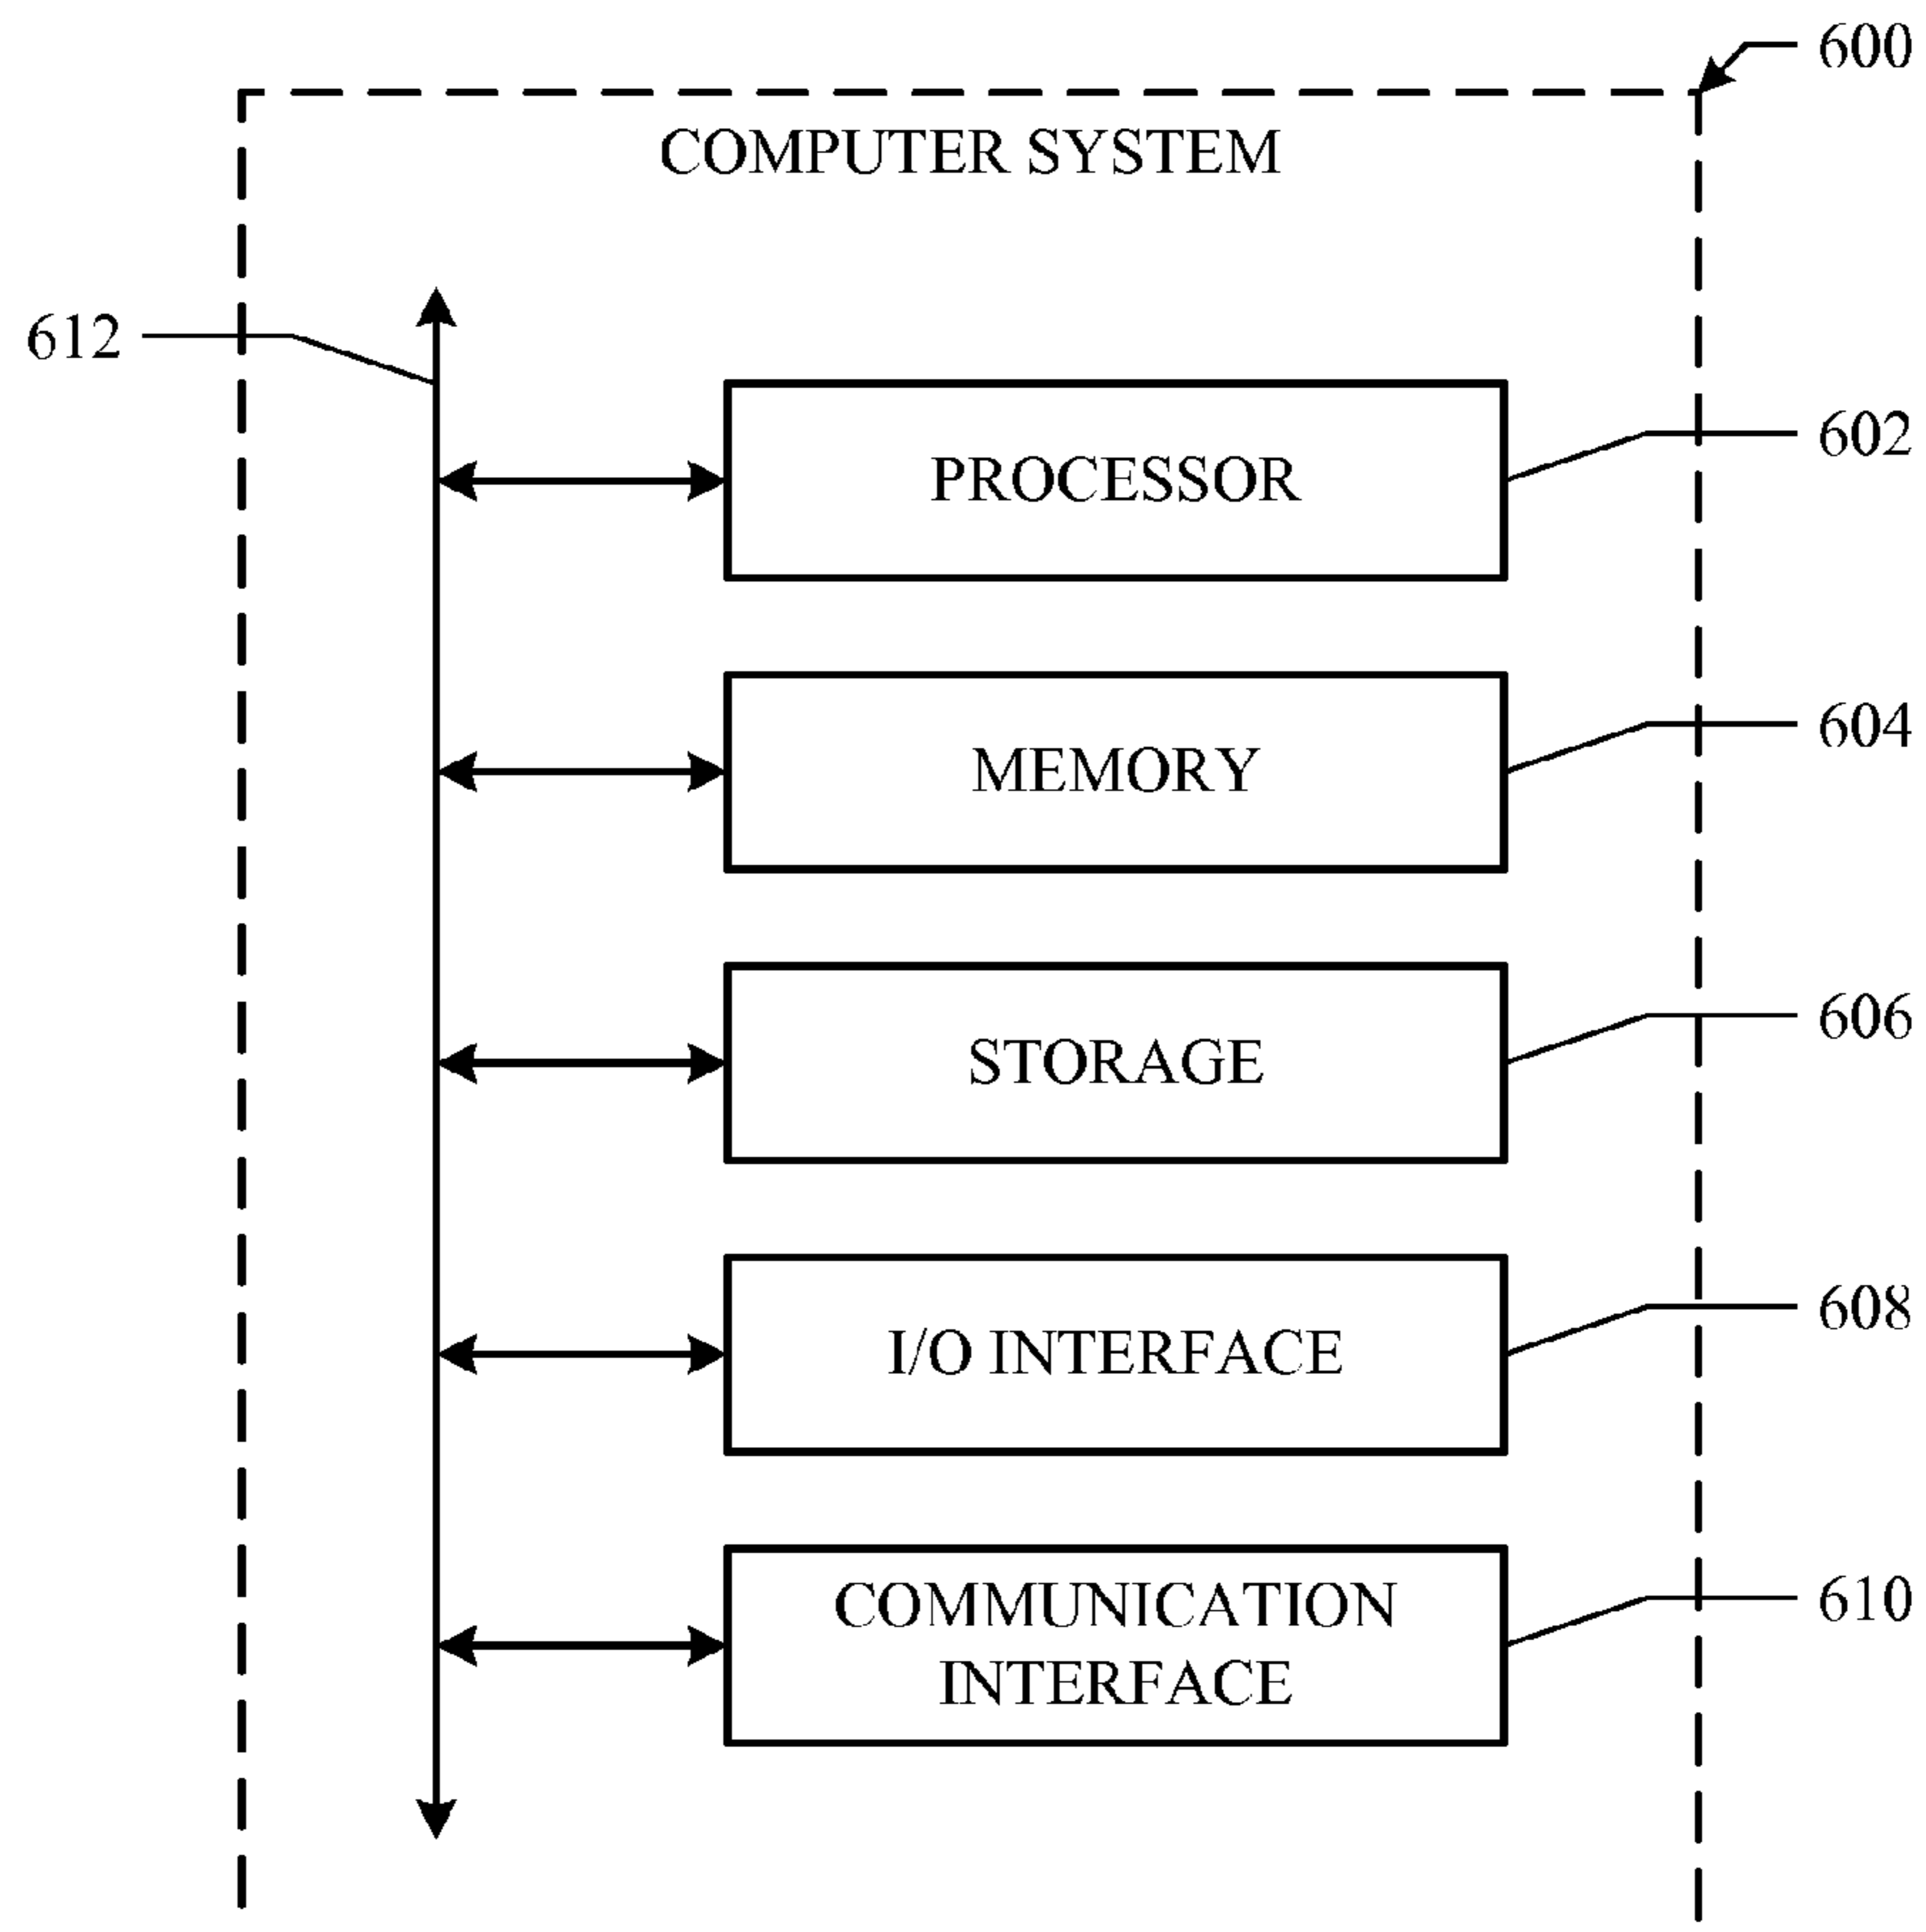 600
COMPUTER SYSTEM
612
602
PROCESSOR
604
MEMORY
606
STORAGE
608
I/O INTERFACE
610
COMMUNICATION
INTERFACE